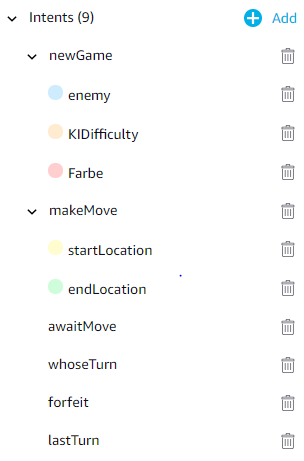 Intents (9) Add
newGame
enemy
KIDifficulty
Farbe
makeMove
startLocation
endLocation
awaitMove
whoseTurn
forfeit
lastTurn